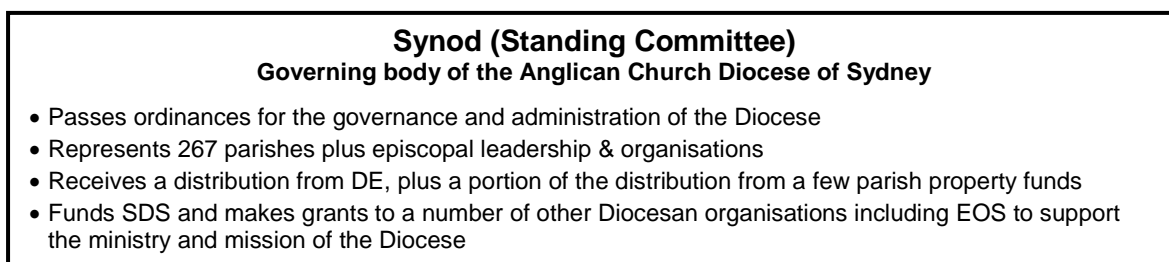 Synod (Standing Committee)
Governing body of the Anglican Church Diocese of Sydney
• Passes ordinances for the governance and administration of the Diocese
• Represents 267 parishes plus episcopal leadership & organisations
• Receives a distribution from DE, plus a portion of the distribution from a few parish property funds
• Funds SDS and makes grants to a number of other Diocesan organisations including EOS to support
the ministry and mission of the Diocese